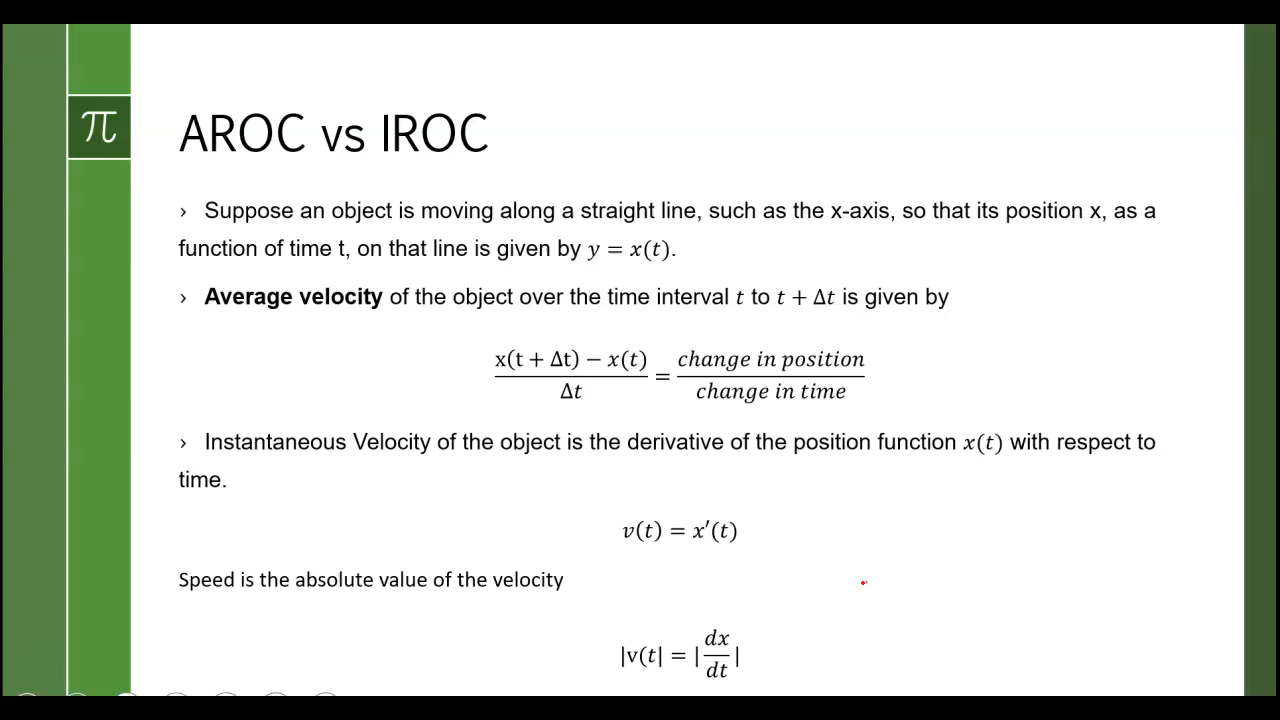 π
AROC vs IROC
› Suppose an object is moving along a straight line, such as the x-axis, so that its position x, as a
function of time t, on that line is given by y = x(t).
› Average velocity of the object over the time interval t to t + Δt is given by
x(t + Δt) − x(t)
Δt
=
change in position
change in time
› Instantaneous Velocity of the object is the derivative of the position function x(t) with respect to
time.
v(t) = x′(t)
Speed is the absolute value of the velocity
|v(t| = |dx/dt|